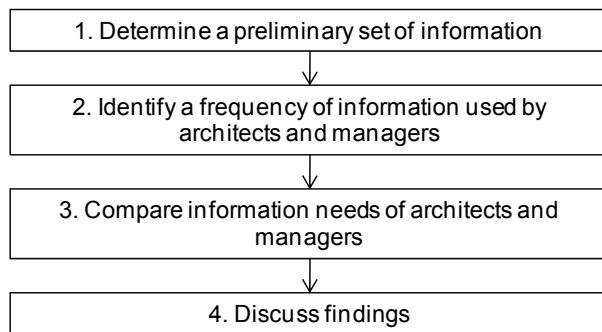 1. Determine a preliminary set of information
2. Identify a frequency of information used by
architects and managers
3. Compare information needs of architects and
managers
4. Discuss findings